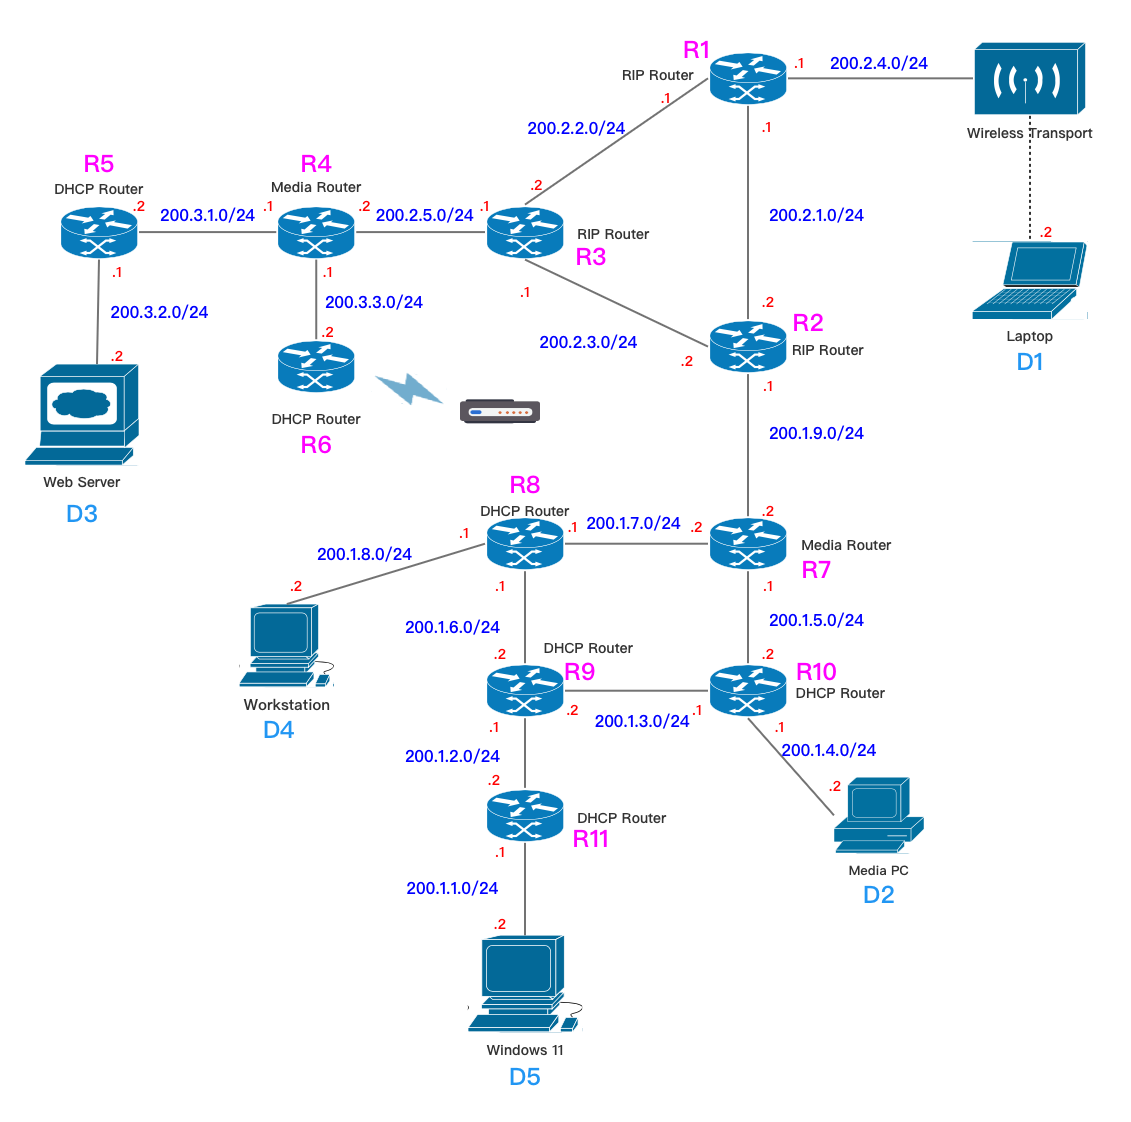 R1
RIP Router
.1
200.2.4.0/24
.1
200.2.2.0/24
.1
Wireless Transport
R5
DHCP Router
R4
Media Router
.2
.2
200.3.1.0/24
.1
.2
200.2.5.0/24
.1
200.2.1.0/24
RIP Router
R3
.2
.1
200.3.2.0/24
.1
200.3.3.0/24
.2
.1
200.2.3.0/24
.2
.2
R2
RIP Router
Laptop
D1
.2
.1
DHCP Router
R6
200.1.9.0/24
Web Server
D3
R8
DHCP Router
.1
.1
200.1.7.0/24
.2
.2
Media Router
R7
200.1.8.0/24
.2
.1
.1
200.1.6.0/24
200.1.5.0/24
.2
DHCP Router
R9
.2
R10
DHCP Router
Workstation
D4
.1
.2
200.1.3.0/24
.1
.1
200.1.4.0/24
200.1.2.0/24
.2
.2
DHCP Router
R11
.1
Media PC
D2
200.1.1.0/24
.2
Windows 11
D5